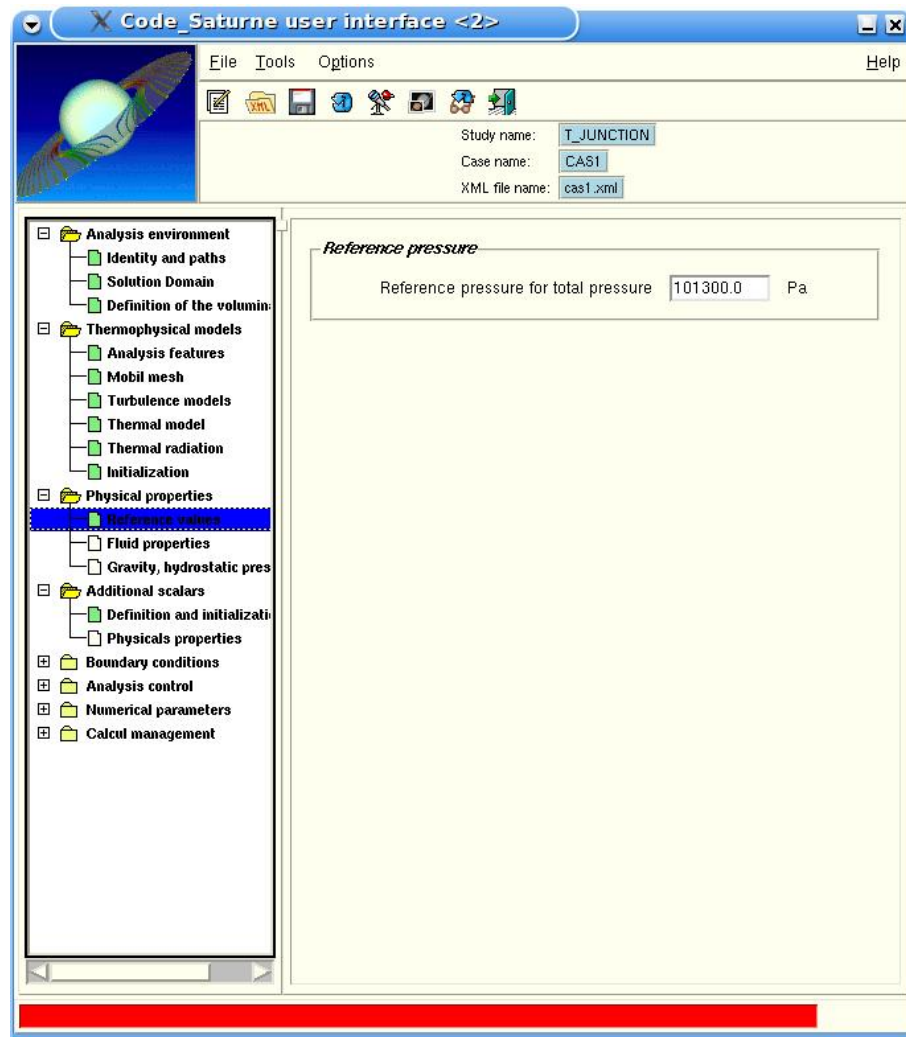 Code_Saturne user interface <2>
File Tools Options Help
Study name: T_JUNCTION
Case name: CAS1
XML file name: cas1.xml
Analysis environment
Identity and paths
Solution Domain
Definition of the volumin
Thermophysical models
Analysis features
Mobil mesh
Turbulence models
Thermal model
Thermal radiation
Initialization
Physical properties
Reference values
Fluid properties
Gravity, hydrostatic pres
Additional scalars
Definition and initializati
Physicals properties
Boundary conditions
Analysis control
Numerical parameters
Calcul management
Reference pressure
Reference pressure for total pressure 101300.0 Pa